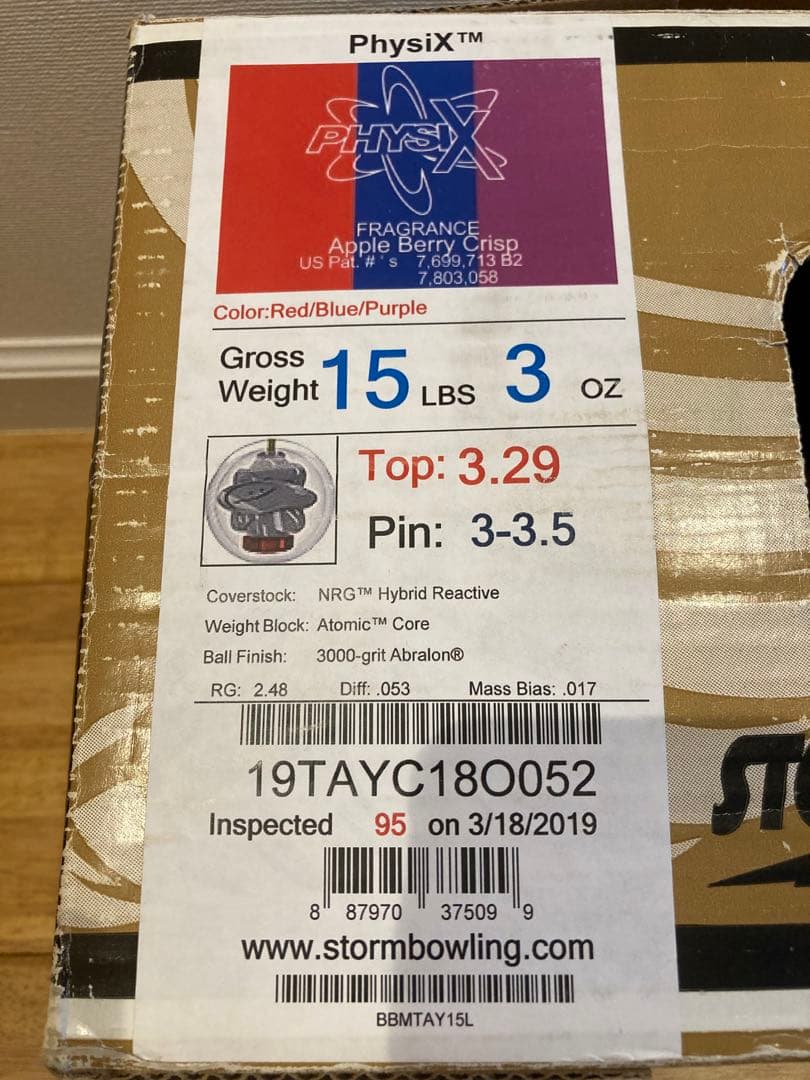 PhysiX™
PHYSIX
FRAGRANCE
Apple Berry Crisp
US Pat. # ' s 7,699,713 B2
7,803,058
Color:Red/Blue/Purple
Gross Weight 15 LBS 3 OZ
Top: 3.29
Pin: 3-3.5
Coverstock: NRG™ Hybrid Reactive
Weight Block: Atomic™ Core
Ball Finish: 3000-grit Abralon®
RG: 2.48 Diff: .053 Mass Bias: .017
19TAYC18O052
Inspected 95 on 3/18/2019
8 87970 37509 9
www.stormbowling.com
BBMTAY15L